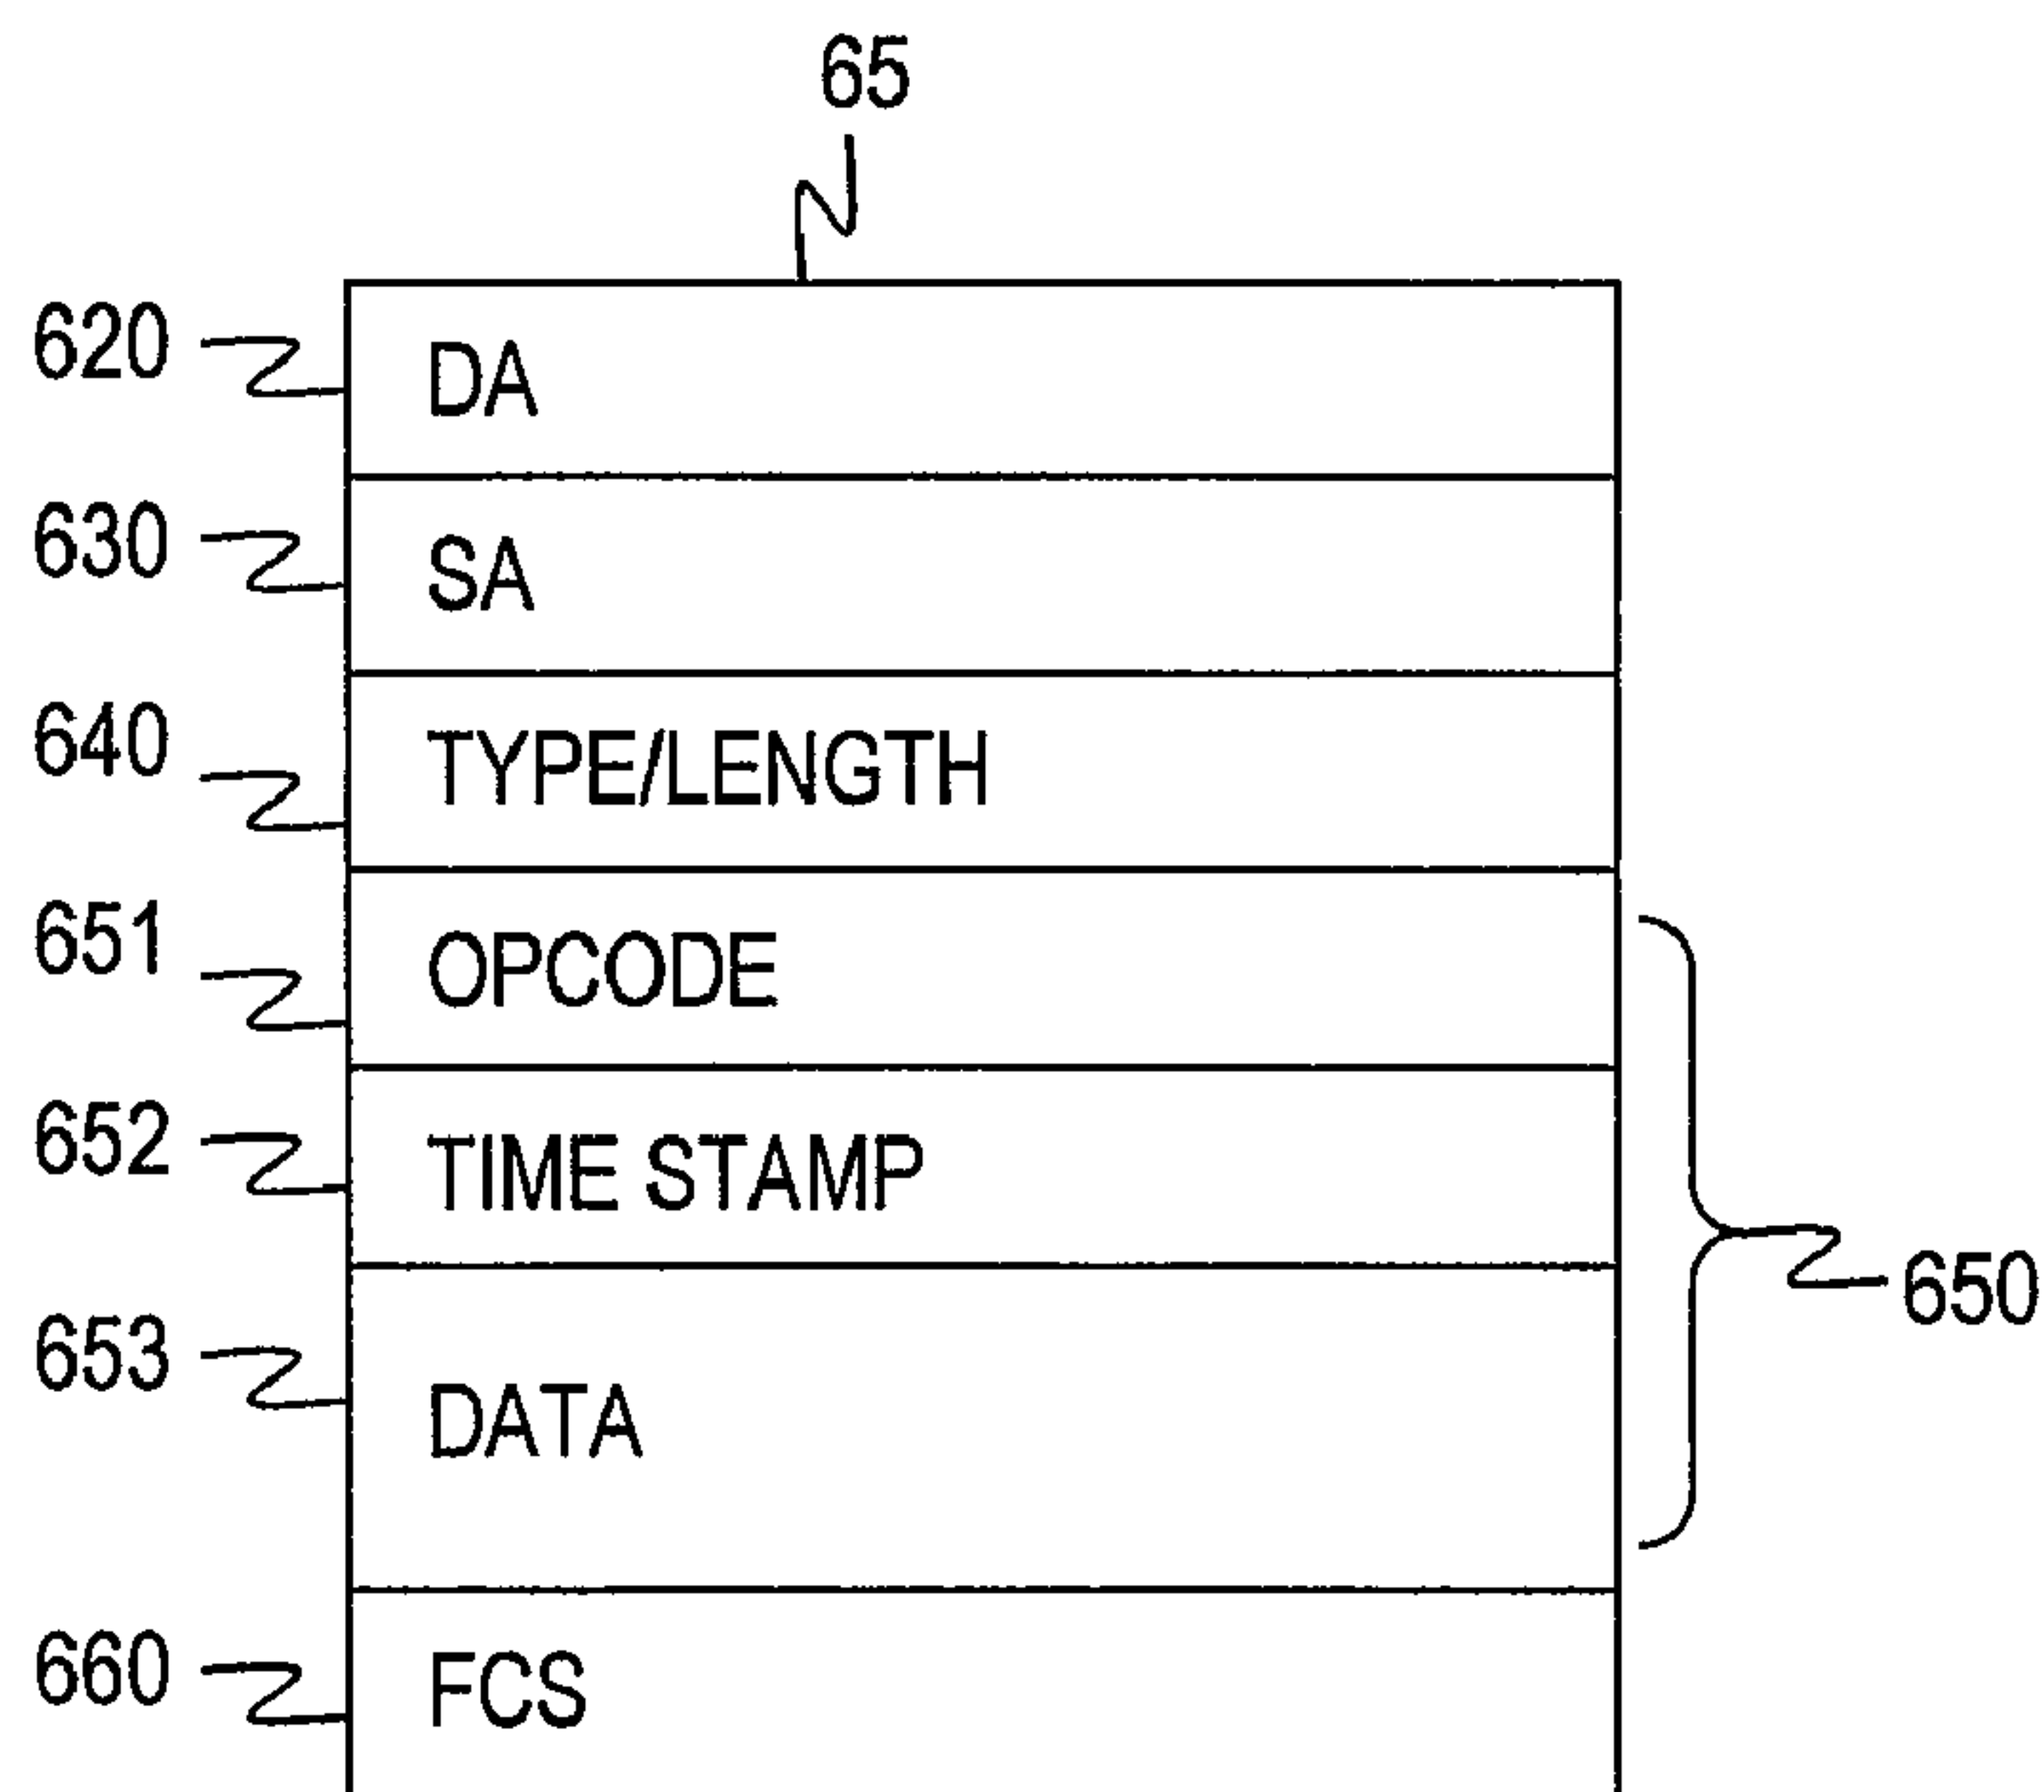 65
620 DA
630 SA
640 TYPE/LENGTH
651 OPCODE
652 TIME STAMP
650
653 DATA
660 FCS